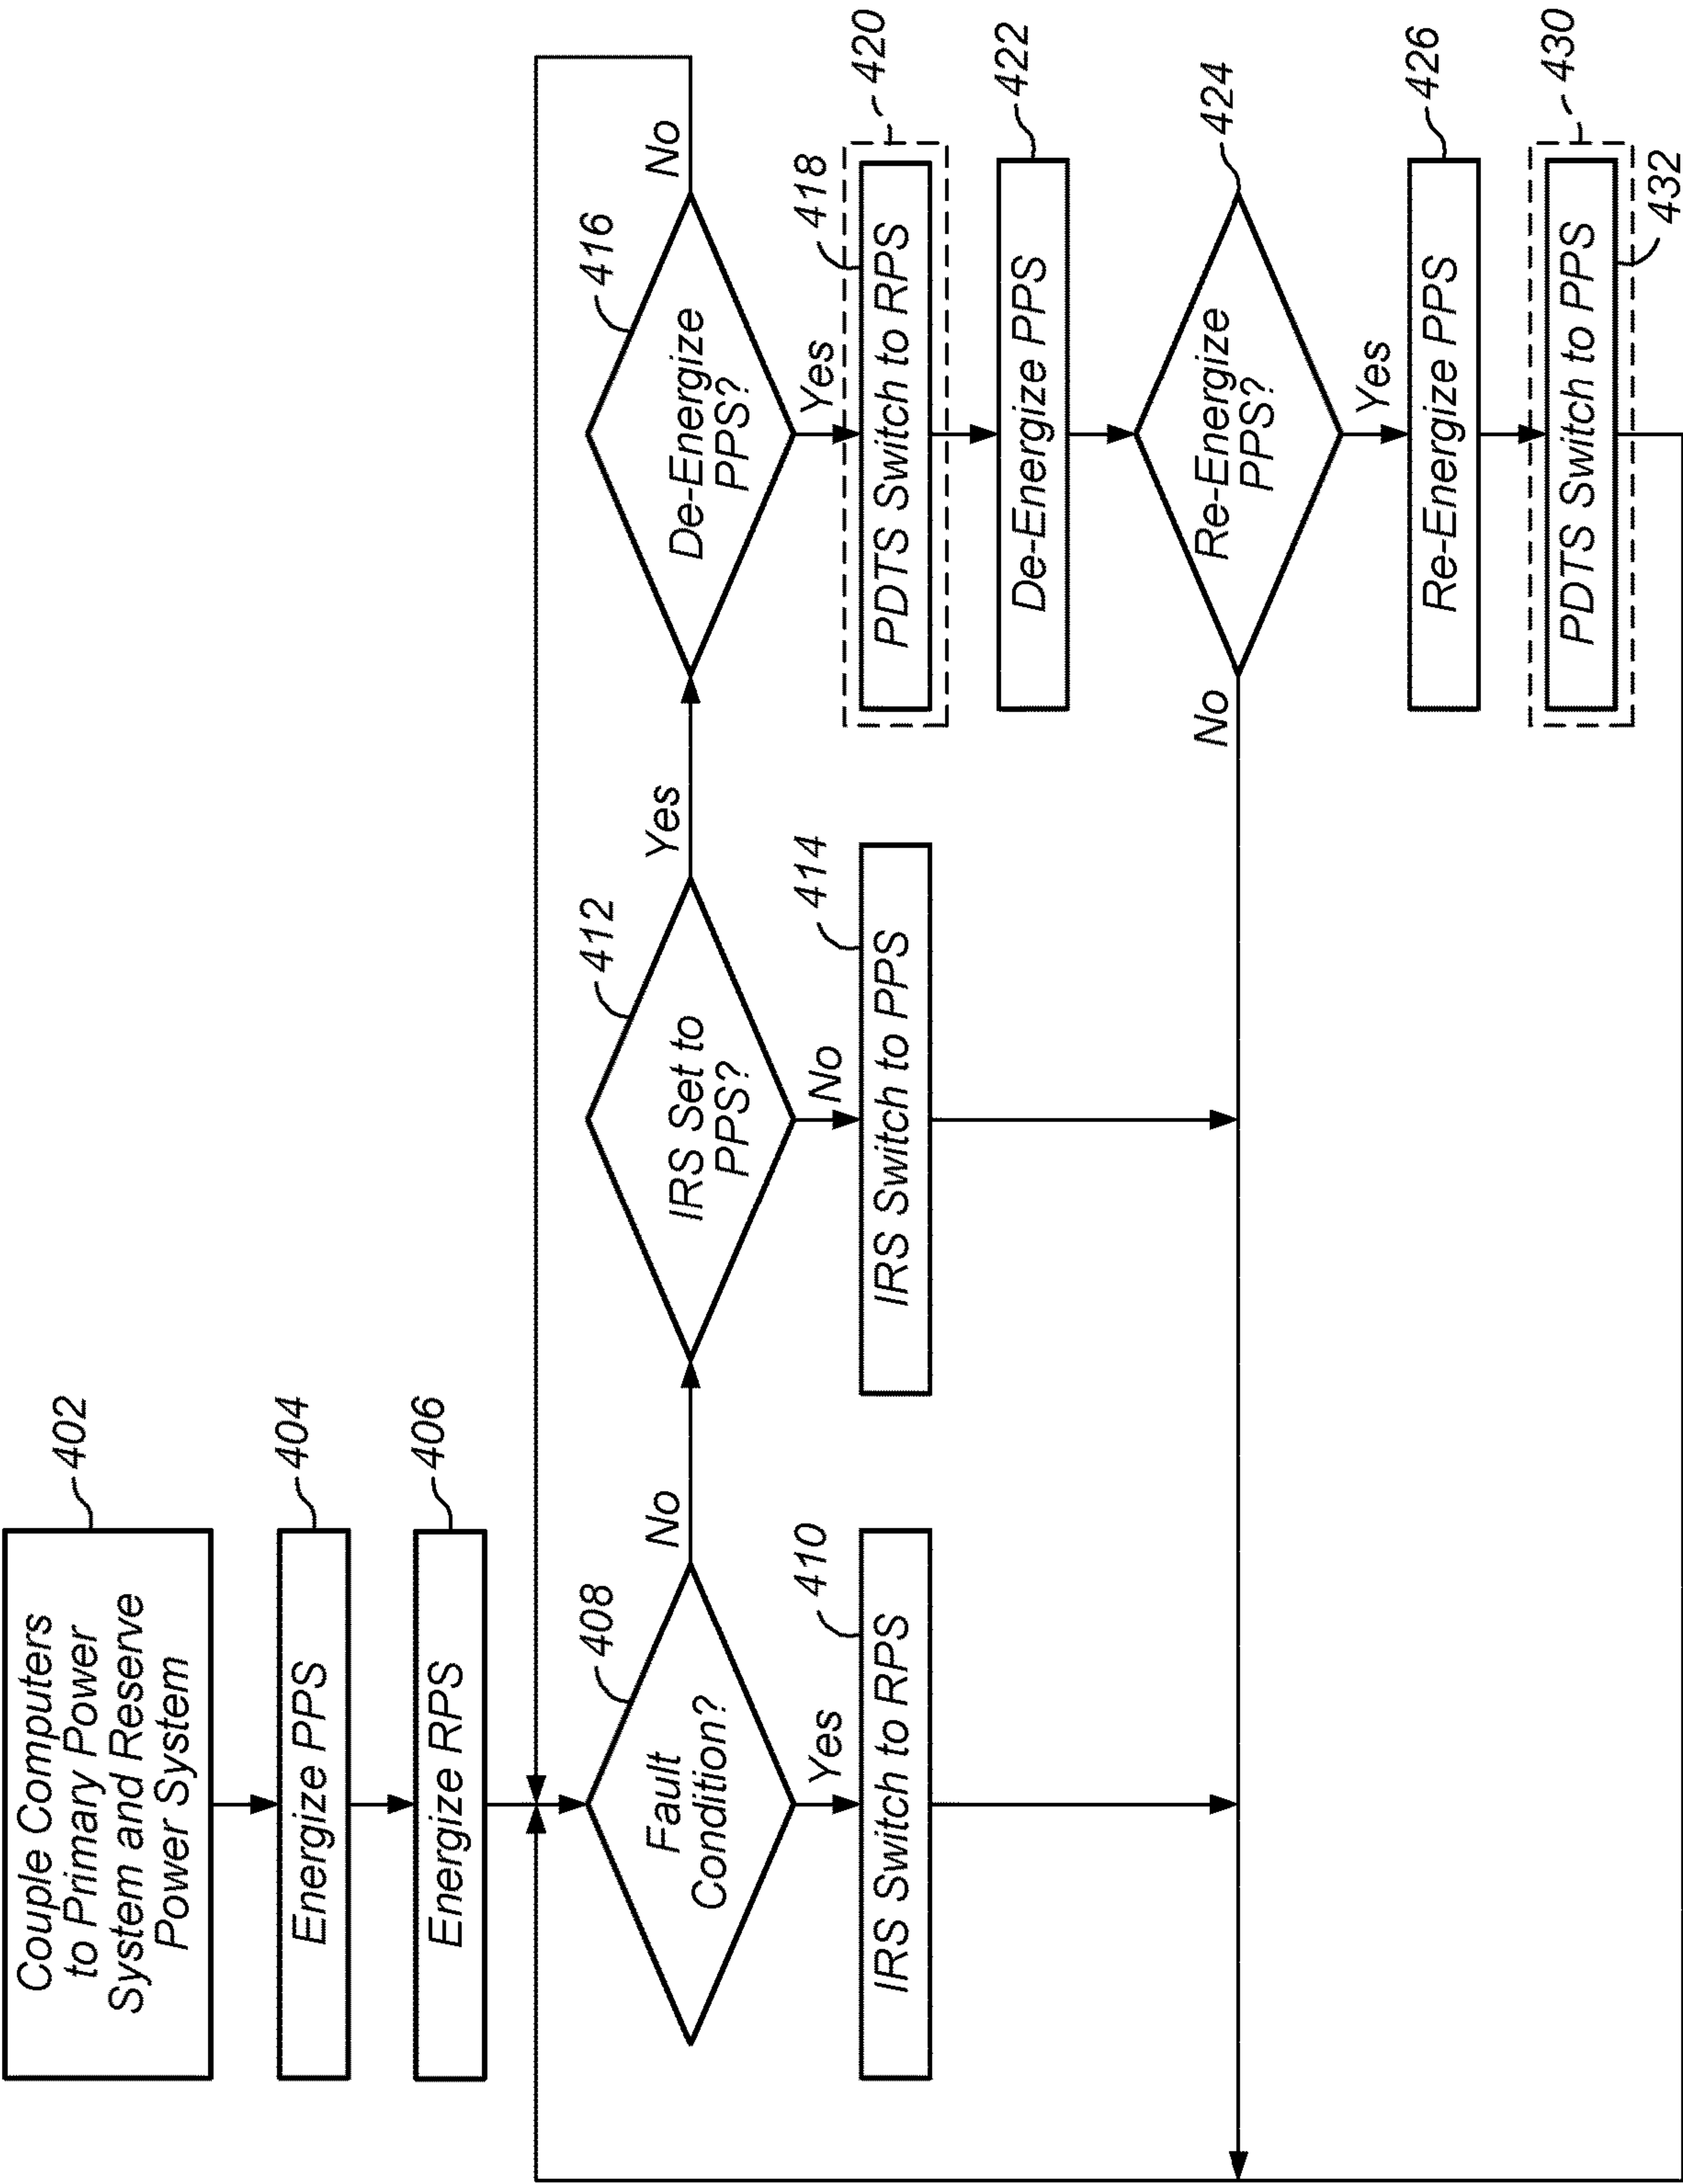 Couple Computers
to Primary Power
System and Reserve
Power System
402
Energize PPS
404
Energize RPS
406
Fault
Condition?
408
No
Yes
IRS Switch to RPS
410
IRS Set to
PPS?
412
Yes
No
IRS Switch to PPS
414
De-Energize
PPS?
416
No
Yes
PDTS Switch to RPS
418
420
De-Energize PPS
422
Re-Energize
PPS?
424
No
Yes
Re-Energize PPS
426
PDTS Switch to PPS
430
432